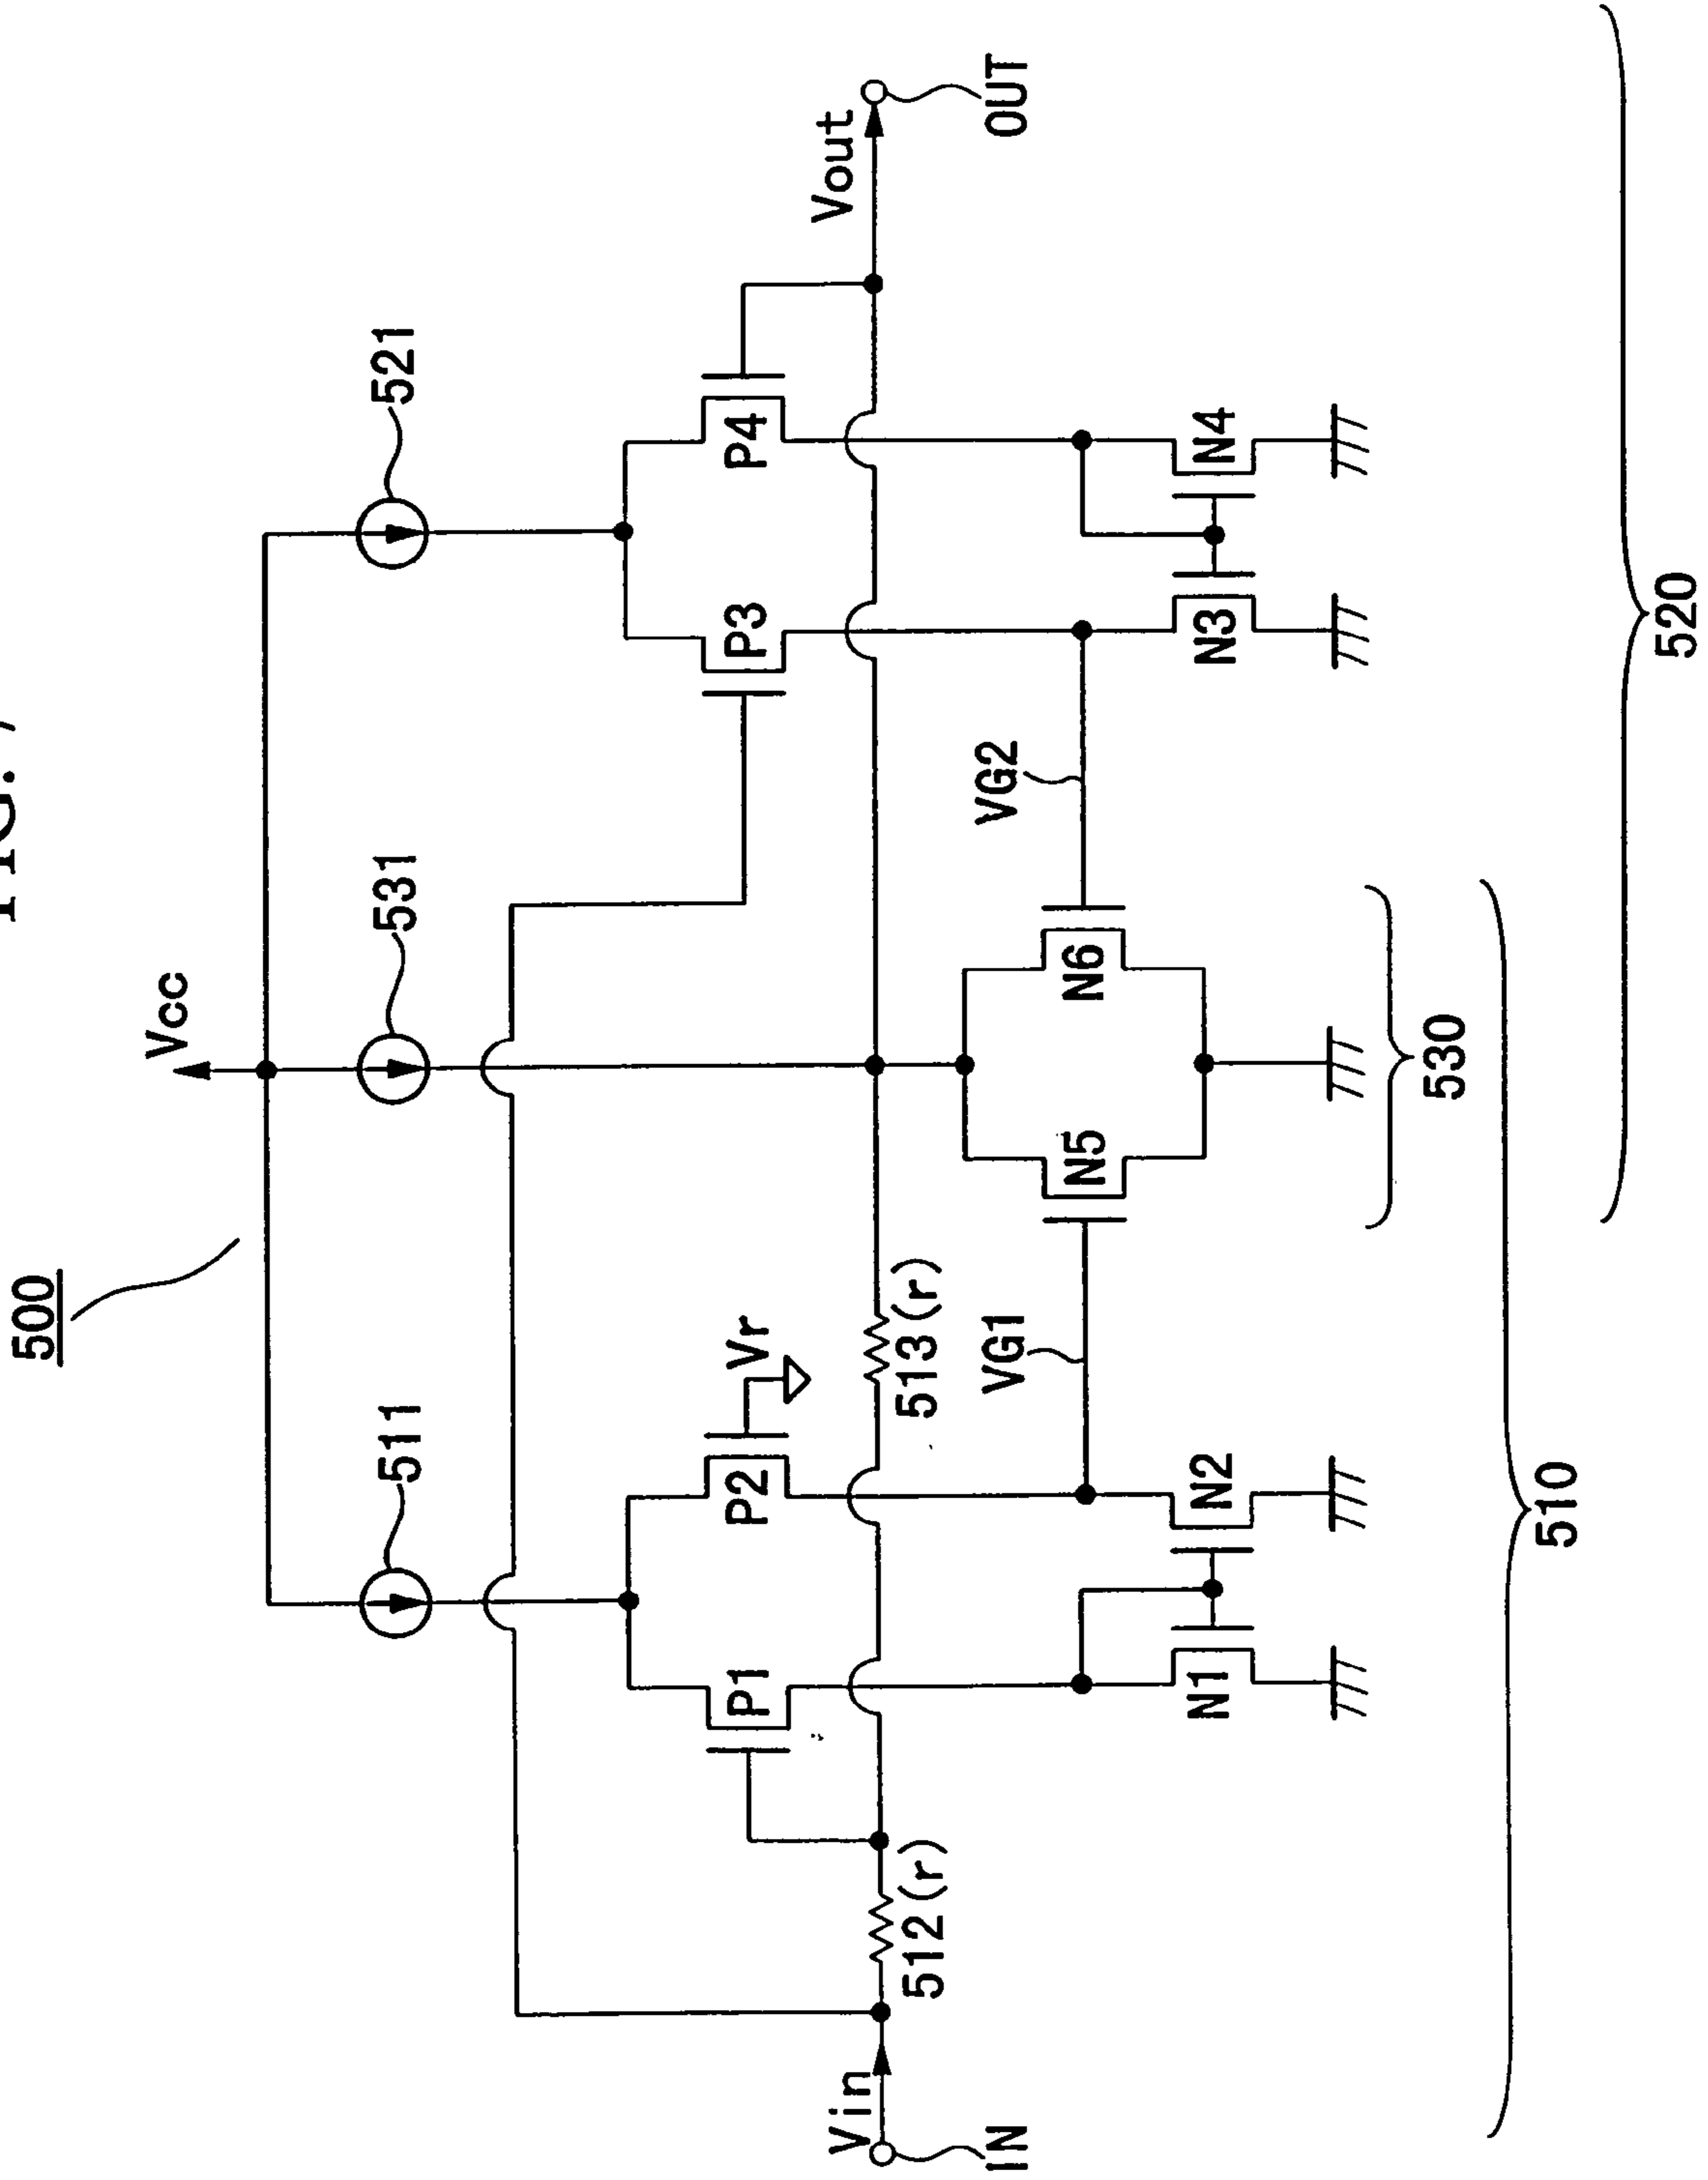 FIG. 7
500
Vcc
511
531
521
P1
P2
Vr
P3
P4
Vin
IN
512(r)
513(r)
Vout
OUT
VG1
VG2
N5
N6
N1
N2
N3
N4
530
510
520